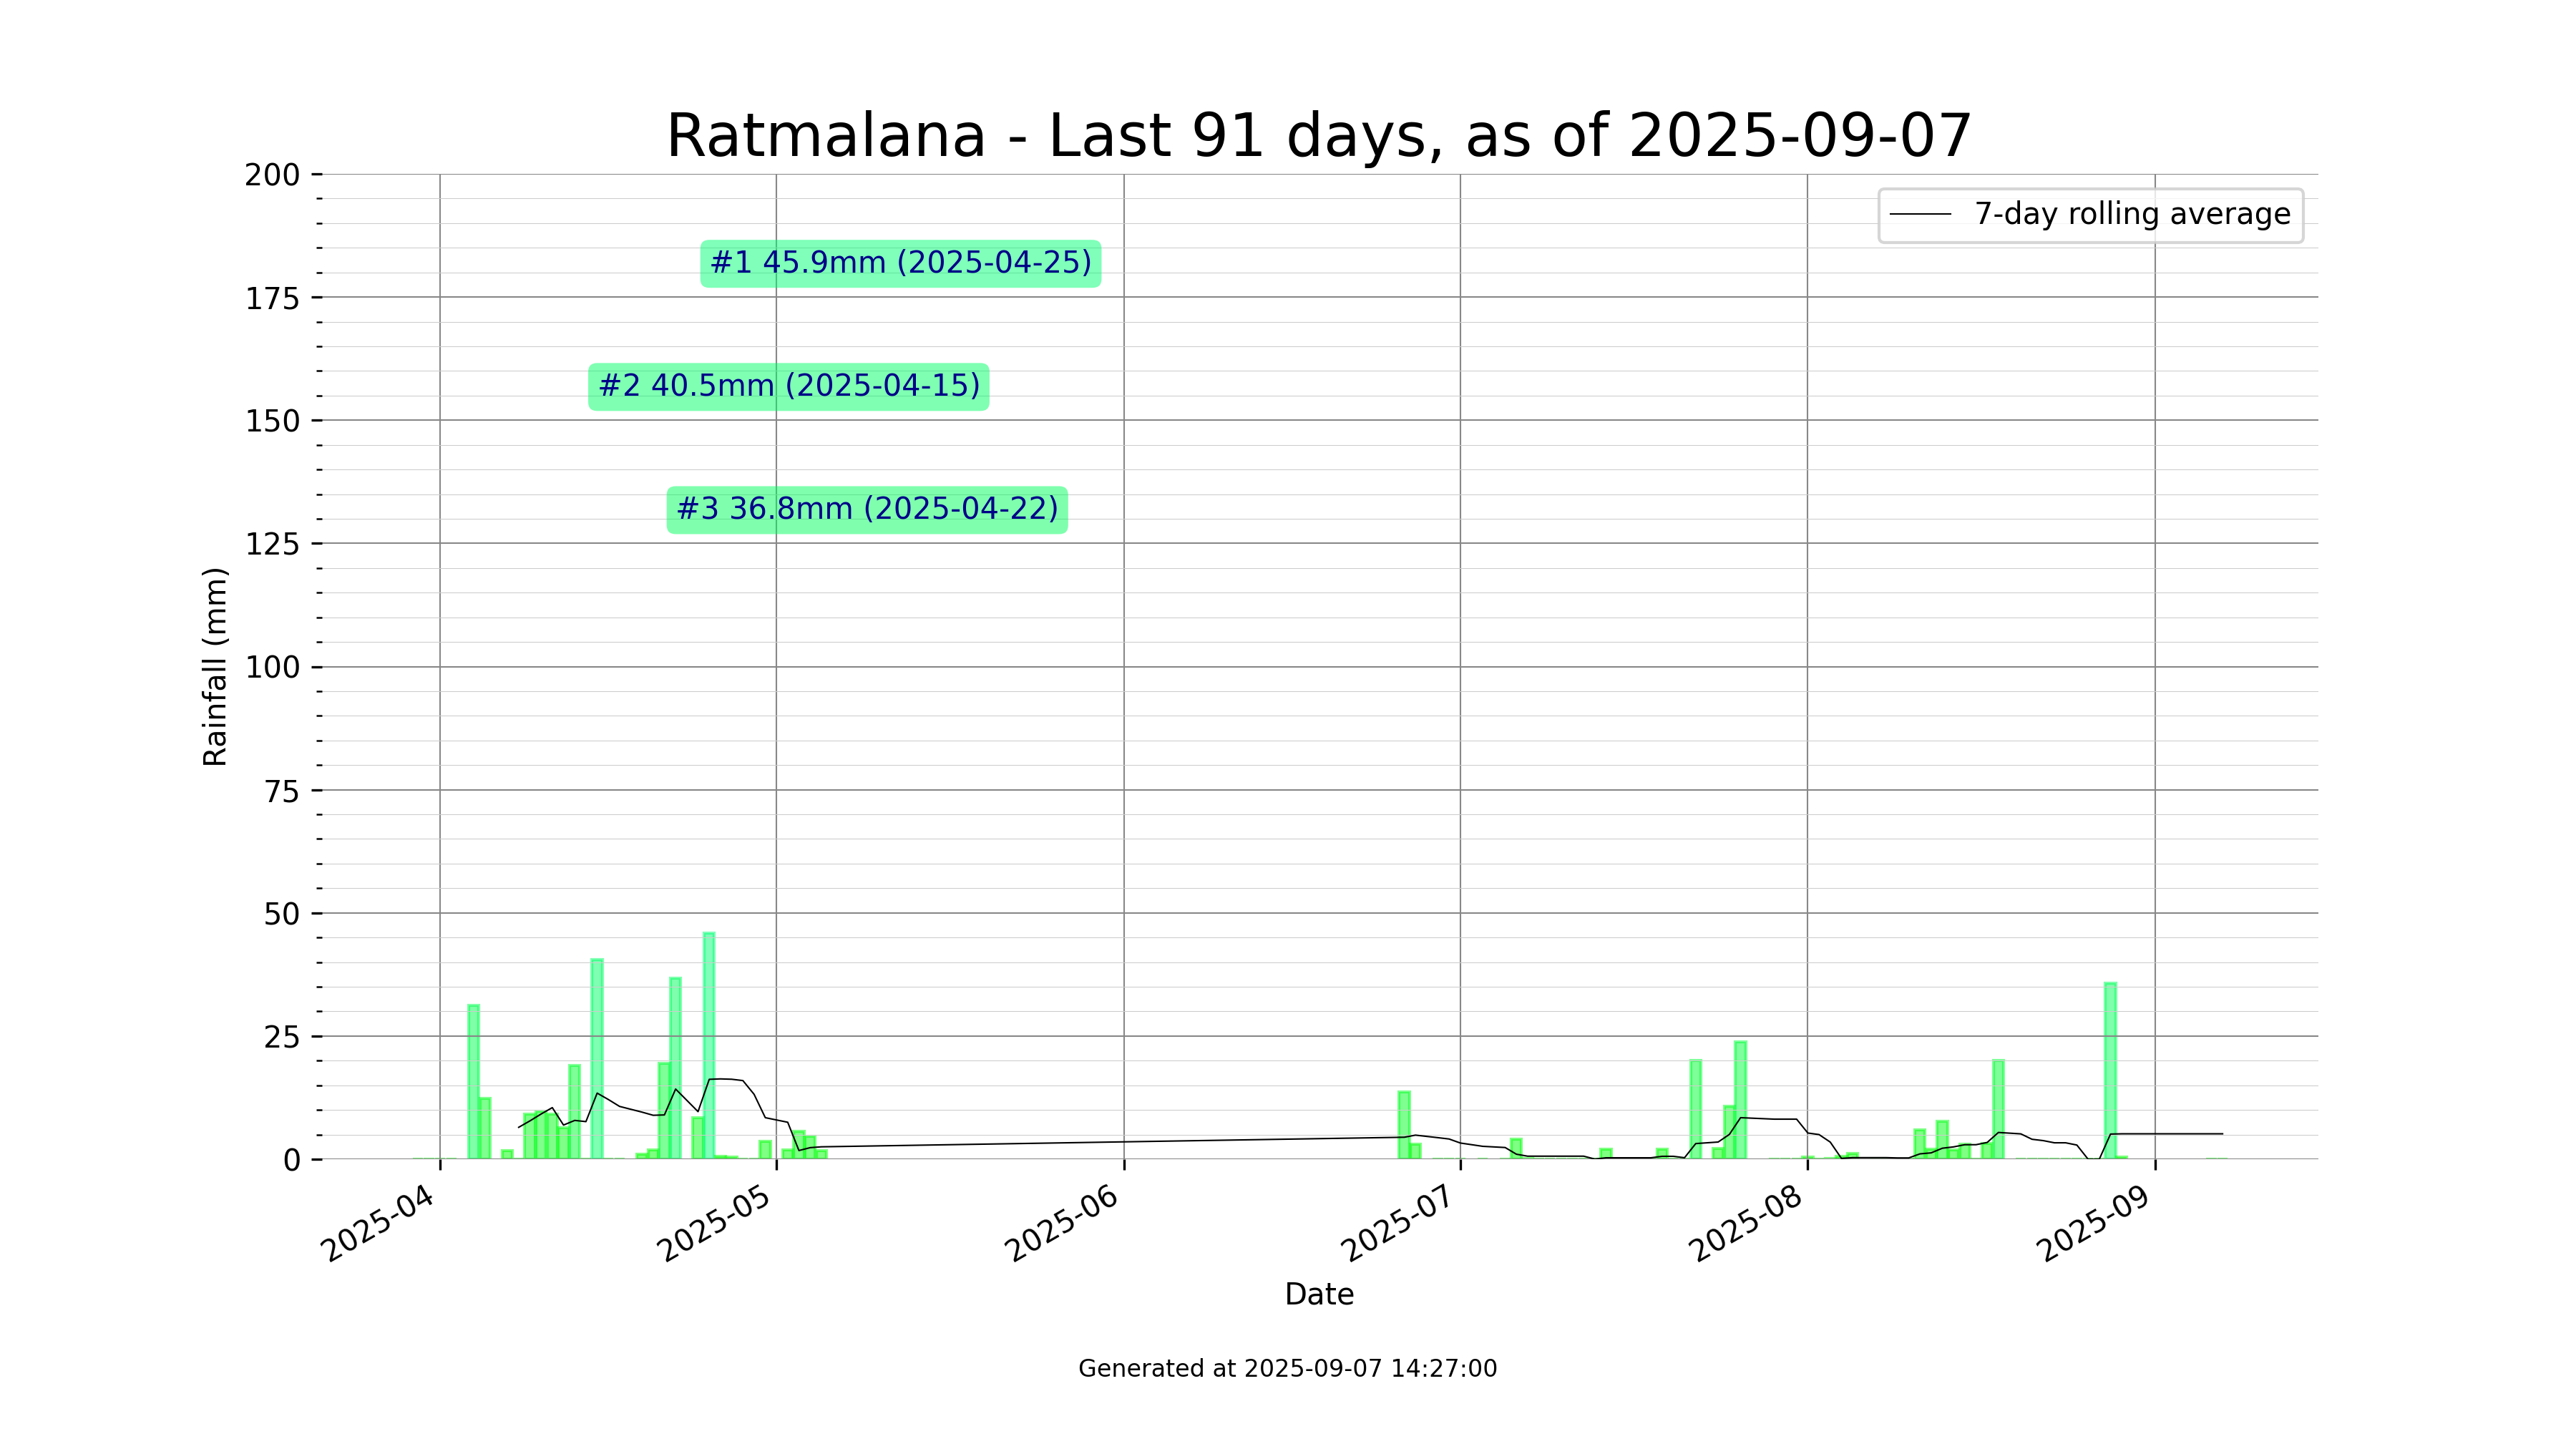 Ratmalana - Last 91 days, as of 2025-09-07
200
175
150
125
100
75
50
25
0
Rainfall (mm)
7-day rolling average
#1 45.9mm (2025-04-25)
#2 40.5mm (2025-04-15)
#3 36.8mm (2025-04-22)
2025-04
2025-05
2025-06
2025-07
2025-08
2025-09
Date
Generated at 2025-09-07 14:27:00